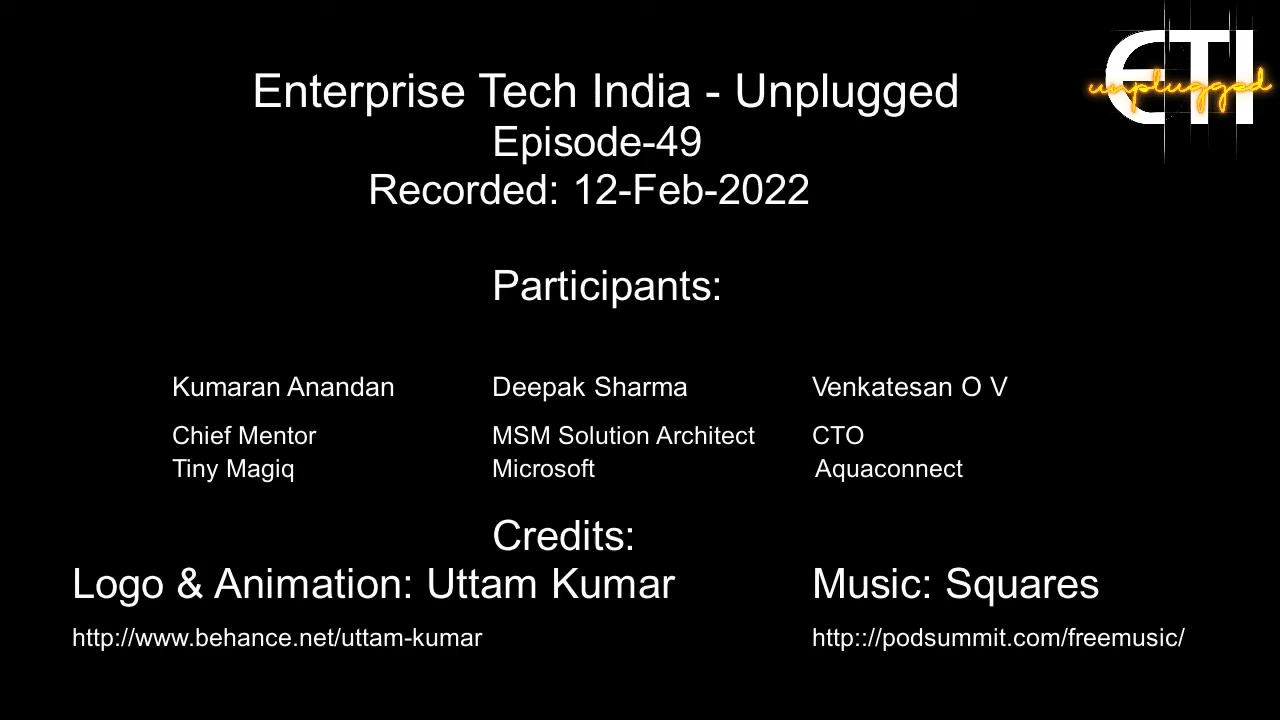 ETI
unplugged
Enterprise Tech India - Unplugged
Episode-49
Recorded: 12-Feb-2022
Participants:
Kumaran Anandan
Chief Mentor
Tiny Magiq
Deepak Sharma
MSM Solution Architect
Microsoft
Venkatesan O V
CTO
Aquaconnect
Credits:
Logo & Animation: Uttam Kumar
http://www.behance.net/uttam-kumar
Music: Squares
http:://podsummit.com/freemusic/